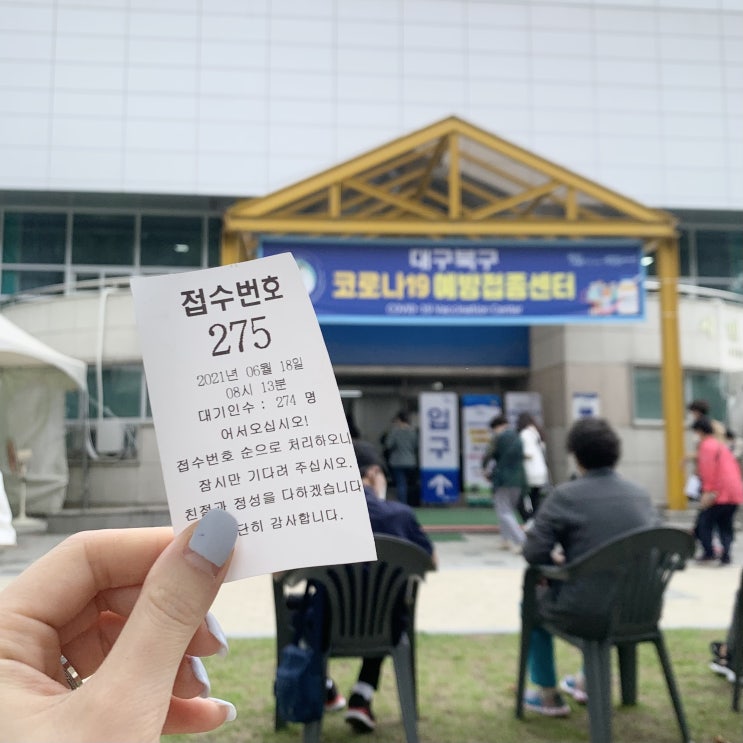 대구북구
코로나19 예방접종센터
COVID-19 Vaccination Center
접수번호
275
2021년 06월 18일
08시 13분
대기인수 : 274 명
어서오십시오!
접수번호 순으로 처리하오니
잠시만 기다려 주십시오.
친절과 정성을 다하겠습니다
단히 감사합니다.
입구